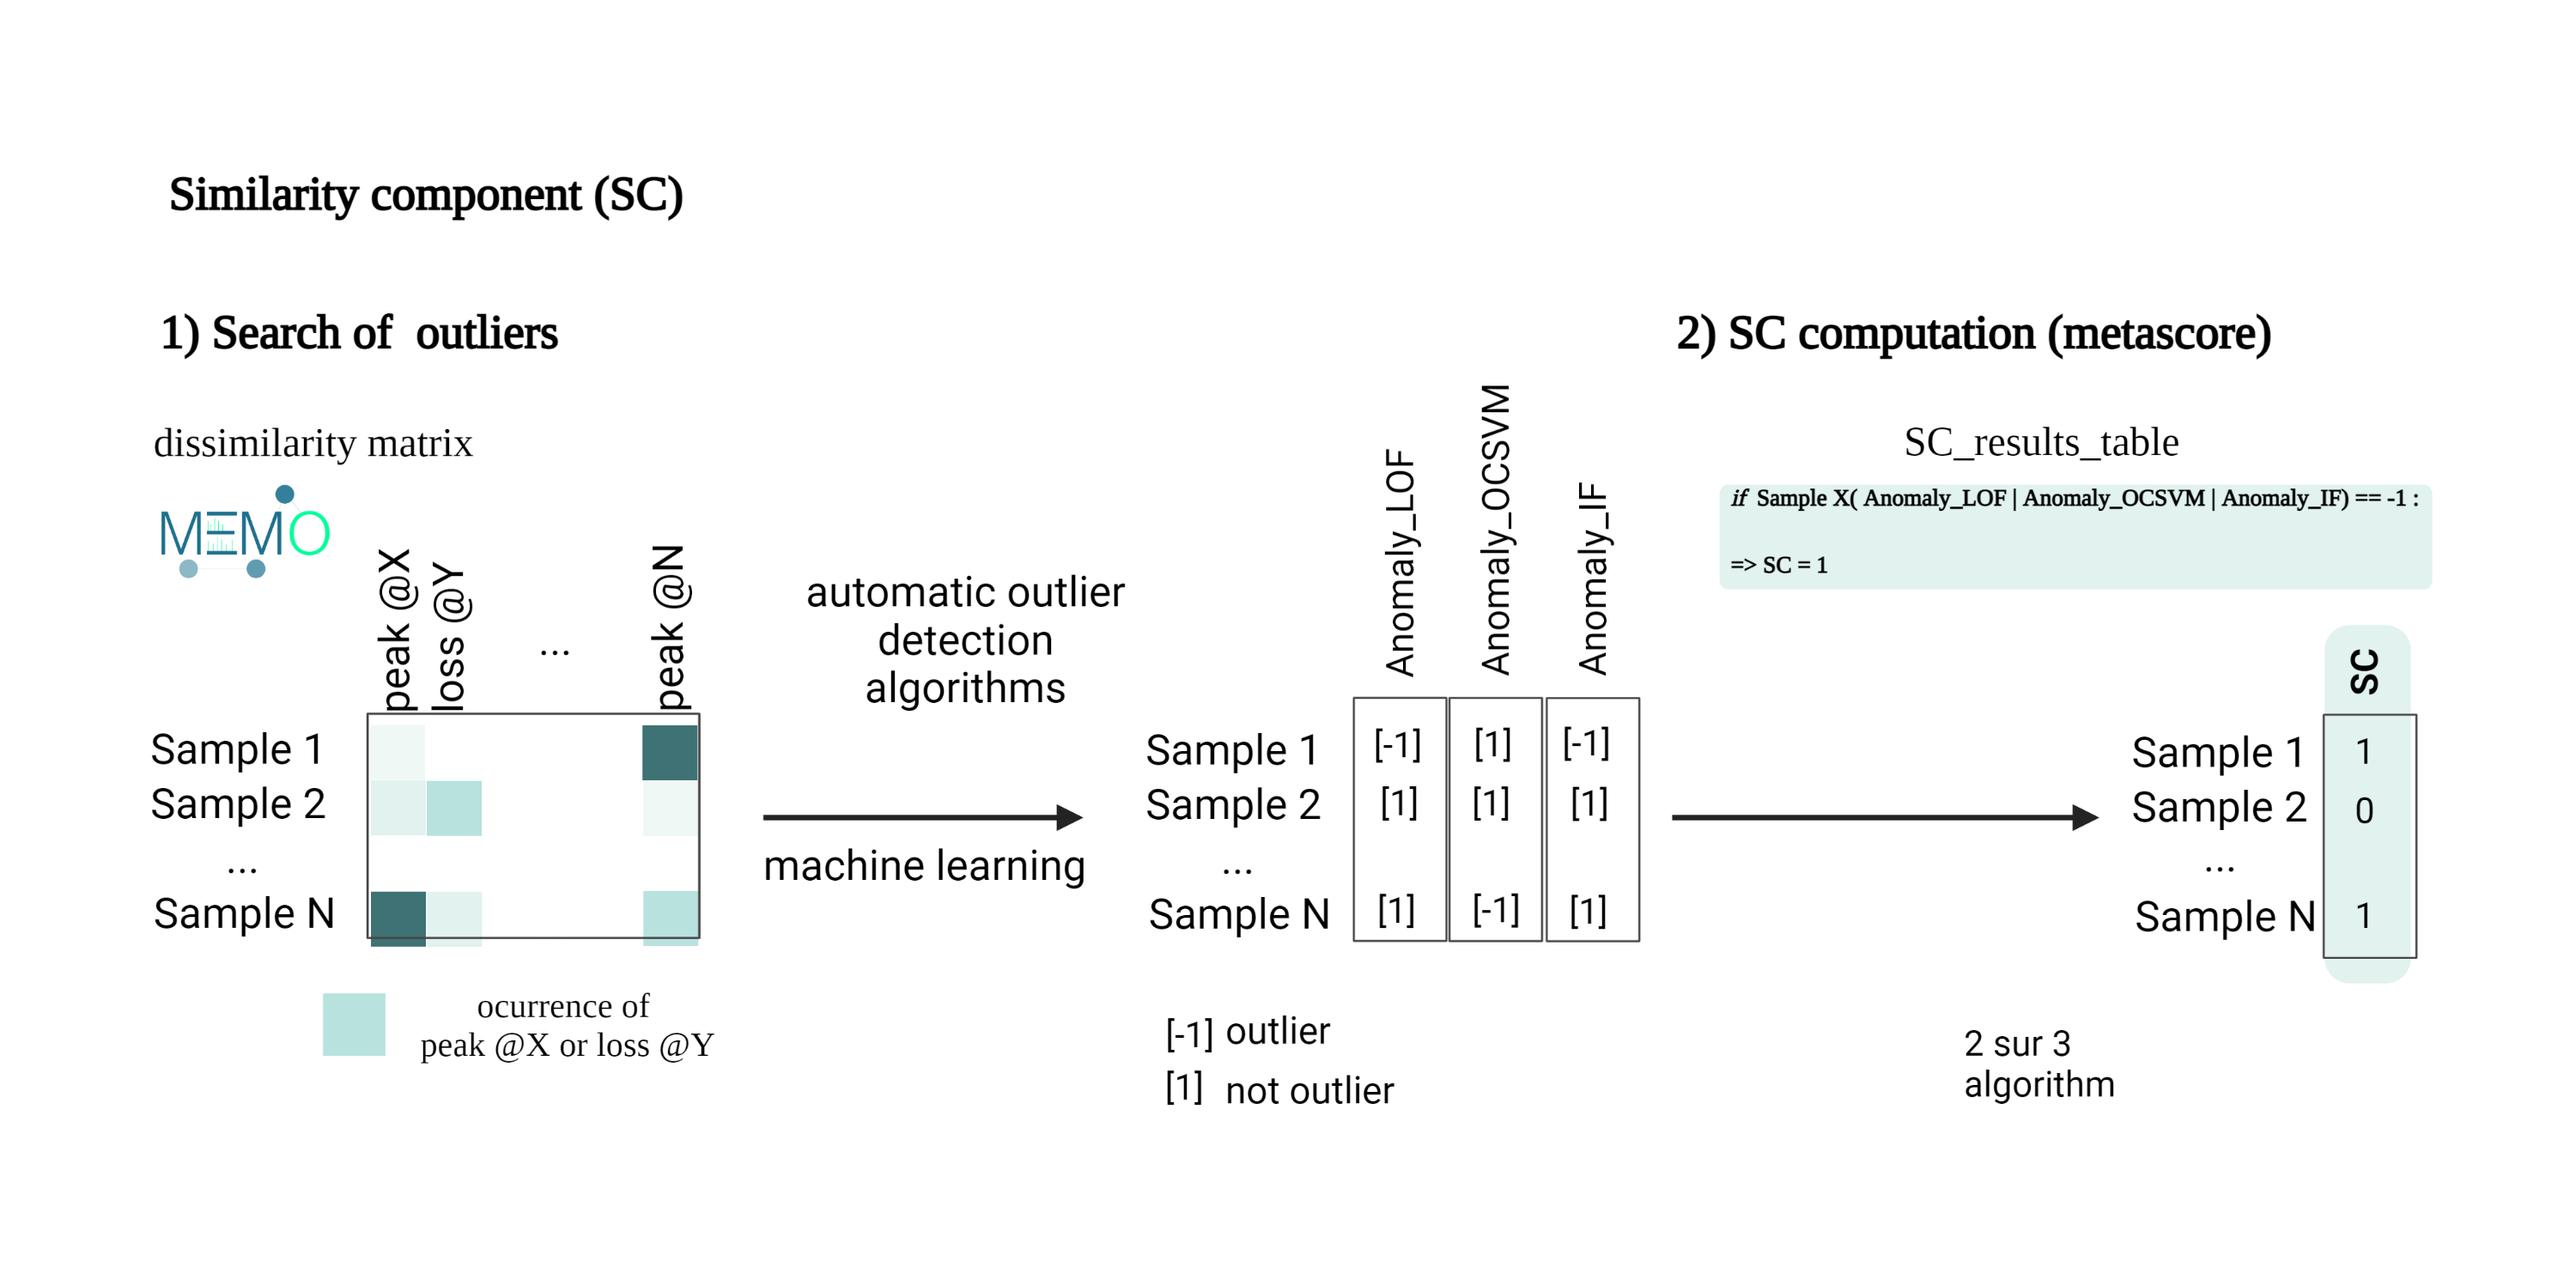 Similarity component (SC)
1) Search of outliers
2) SC computation (metascore)
dissimilarity matrix
MEMO
peak @X
loss @Y
...
peak @N
Sample 1
Sample 2
...
Sample N
ocurrence of
peak @X or loss @Y
automatic outlier
detection
algorithms
machine learning
Anomaly_LOF
Anomaly_OCSVM
Anomaly_IF
Sample 1 [-1] [1] [-1]
Sample 2 [1] [1] [1]
...
Sample N [1] [-1] [1]
[-1] outlier
[1] not outlier
SC_results_table
if Sample X( Anomaly_LOF | Anomaly_OCSVM | Anomaly_IF) == -1 :
=> SC = 1
SC
Sample 1 1
Sample 2 0
...
Sample N 1
2 sur 3
algorithm